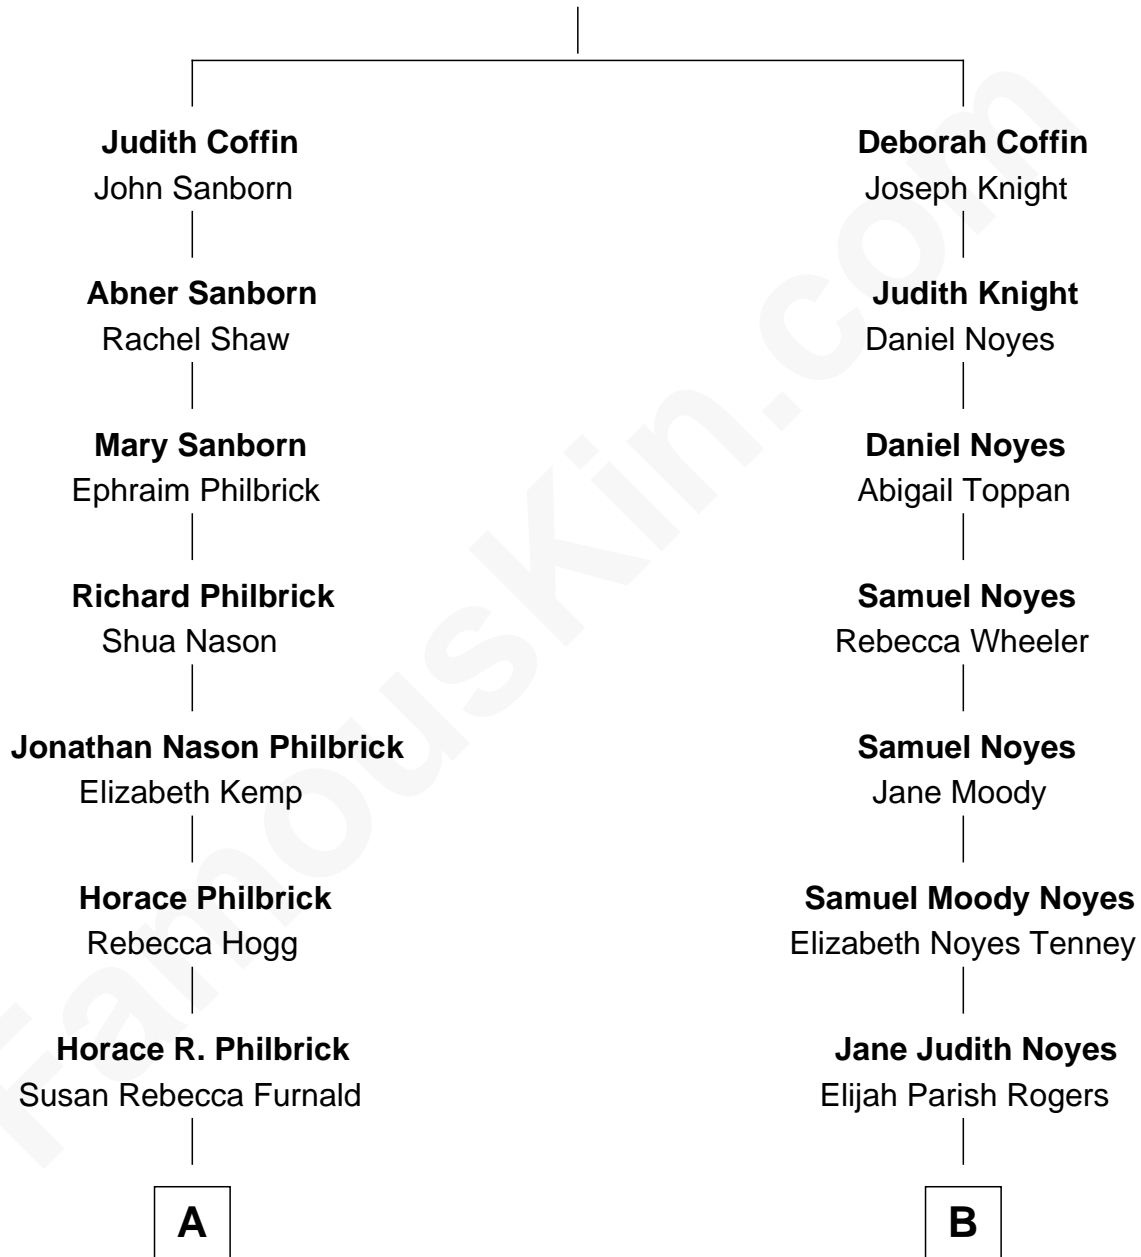 Judith Coffin
John Sanborn
Abner Sanborn
Rachel Shaw
Mary Sanborn
Ephraim Philbrick
Richard Philbrick
Shua Nason
Jonathan Nason Philbrick
Elizabeth Kemp
Horace Philbrick
Rebecca Hogg
Horace R. Philbrick
Susan Rebecca Furnald
A
Deborah Coffin
Joseph Knight
Judith Knight
Daniel Noyes
Daniel Noyes
Abigail Toppan
Samuel Noyes
Rebecca Wheeler
Samuel Noyes
Jane Moody
Samuel Moody Noyes
Elizabeth Noyes Tenney
Jane Judith Noyes
Elijah Parish Rogers
B
FamousKin.com